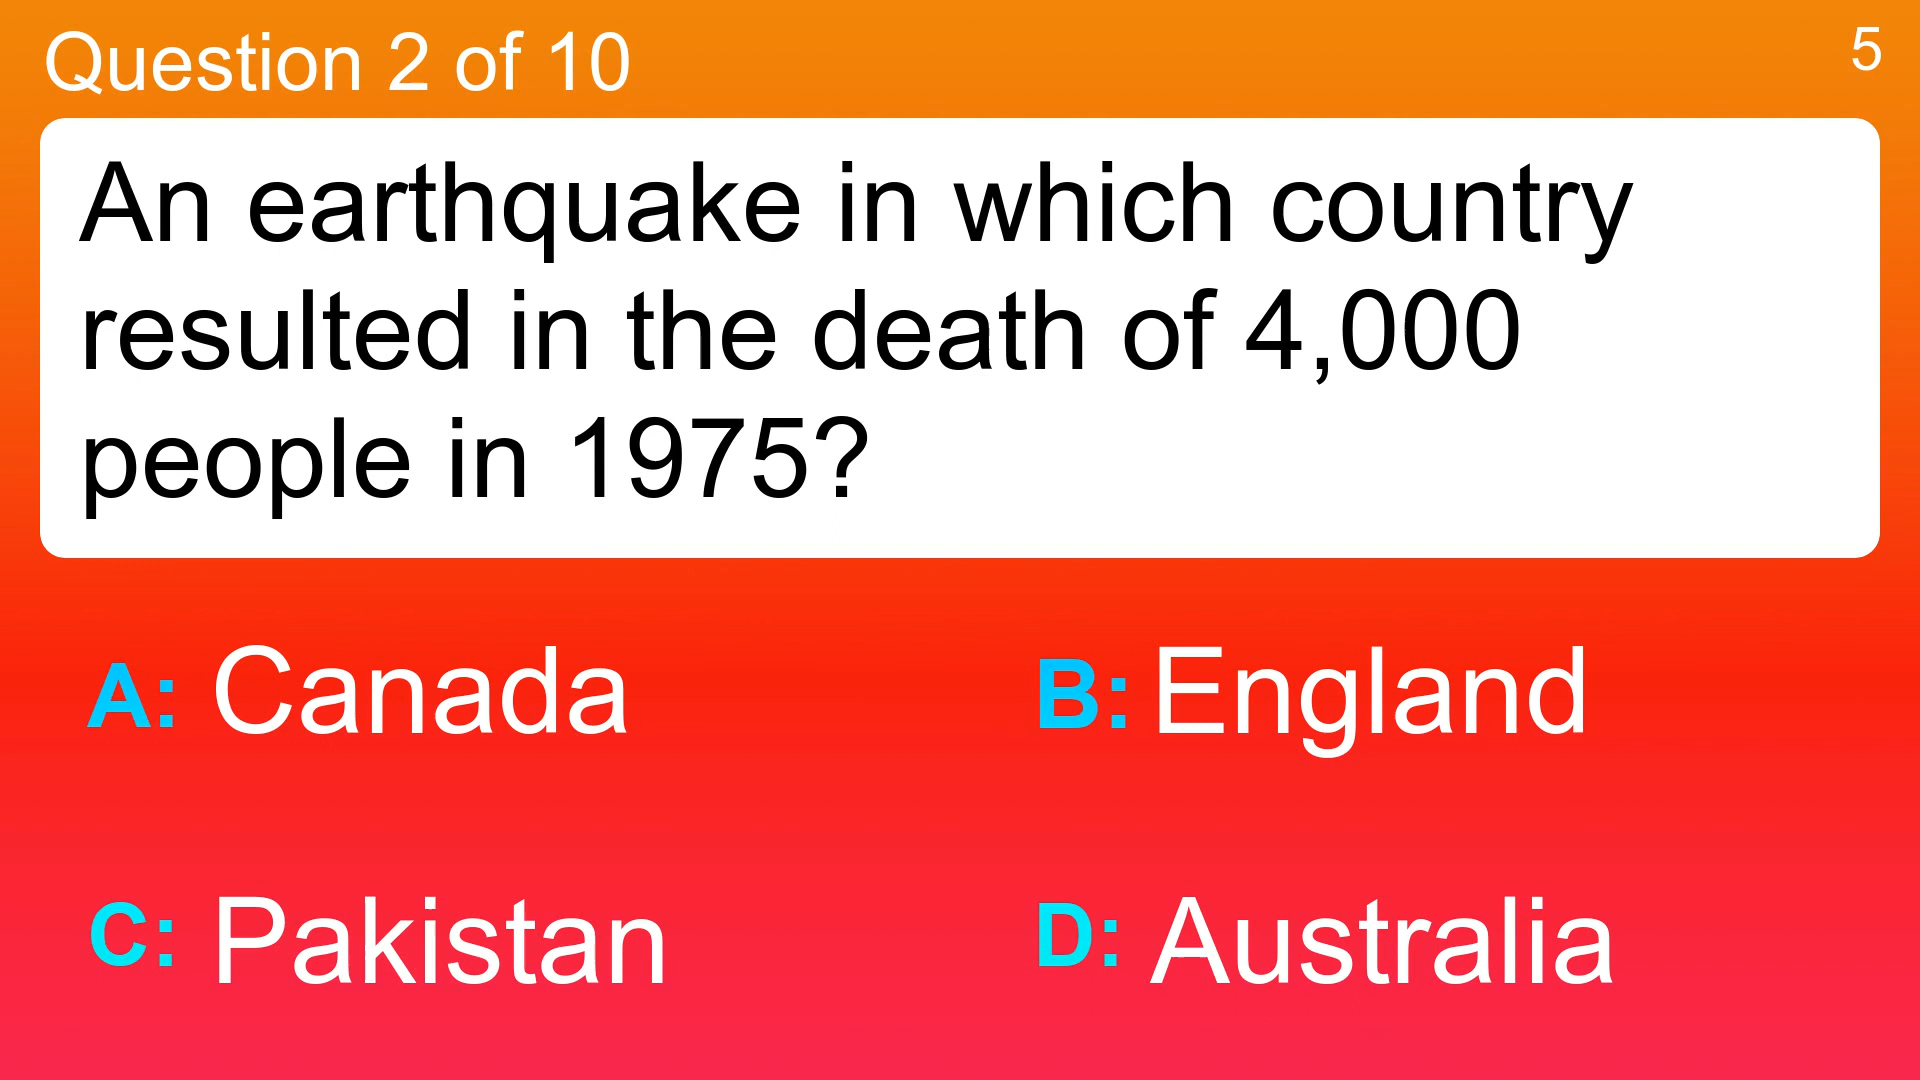 Question 2 of 10
5
An earthquake in which country
resulted in the death of 4,000
people in 1975?
A: Canada
B: England
C: Pakistan
D: Australia